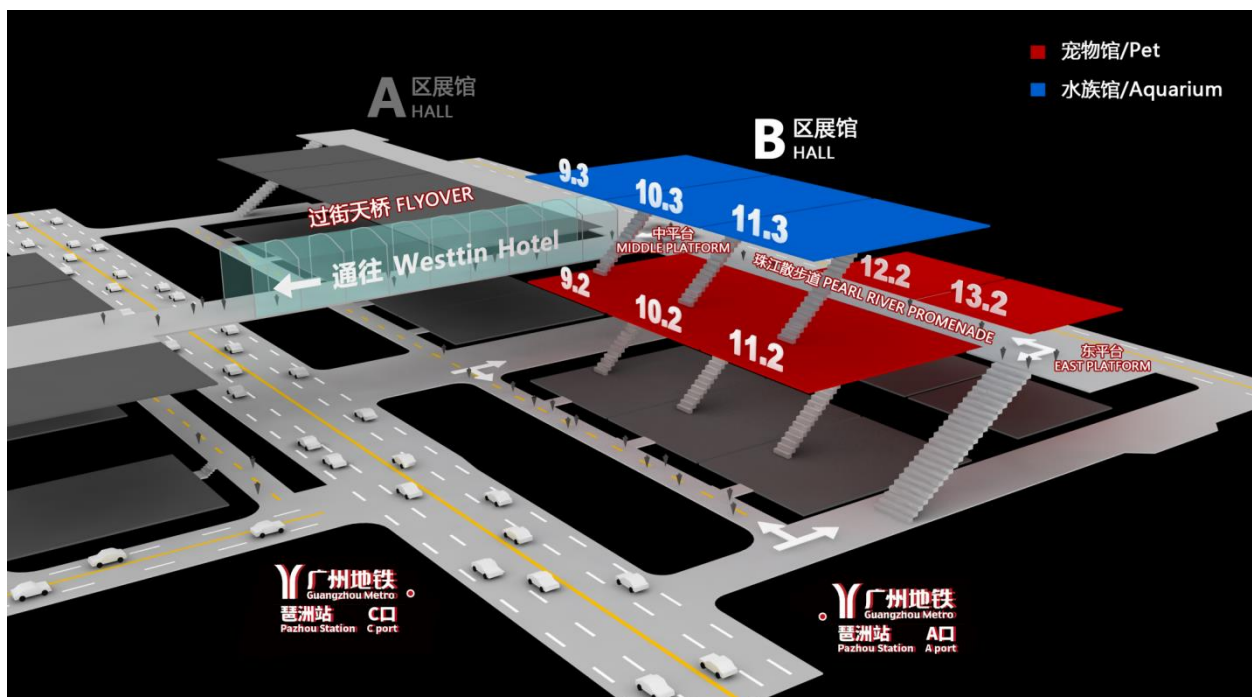 宠物馆/Pet
水族馆/Aquarium
A 区展馆
HALL
B 区展馆
HALL
9.3
10.3
11.3
过街天桥 FLYOVER
通往 Westtin Hotel
中平台
MIDDLE PLATFORM
珠江散步道 PEARL RIVER PROMENADE
12.2
13.2
9.2
10.2
11.2
东平台
EAST PLATFORM
广州地铁
Guangzhou Metro
琶洲站 C口
Pazhou Station C port
广州地铁
Guangzhou Metro
琶洲站 A口
Pazhou Station A port